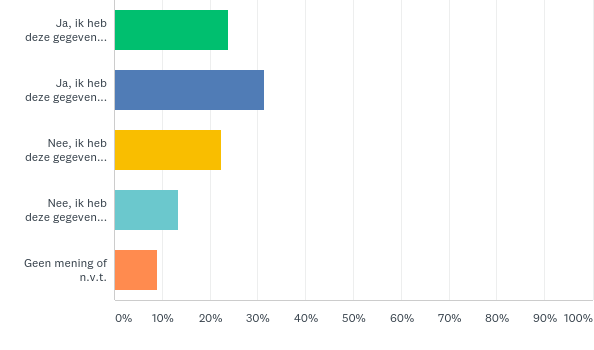 Ja, ik heb
deze gegeven...
Ja, ik heb
deze gegeven...
Nee, ik heb
deze gegeven...
Nee, ik heb
deze gegeven...
Geen mening of
n.v.t.
0% 10% 20% 30% 40% 50% 60% 70% 80% 90% 100%